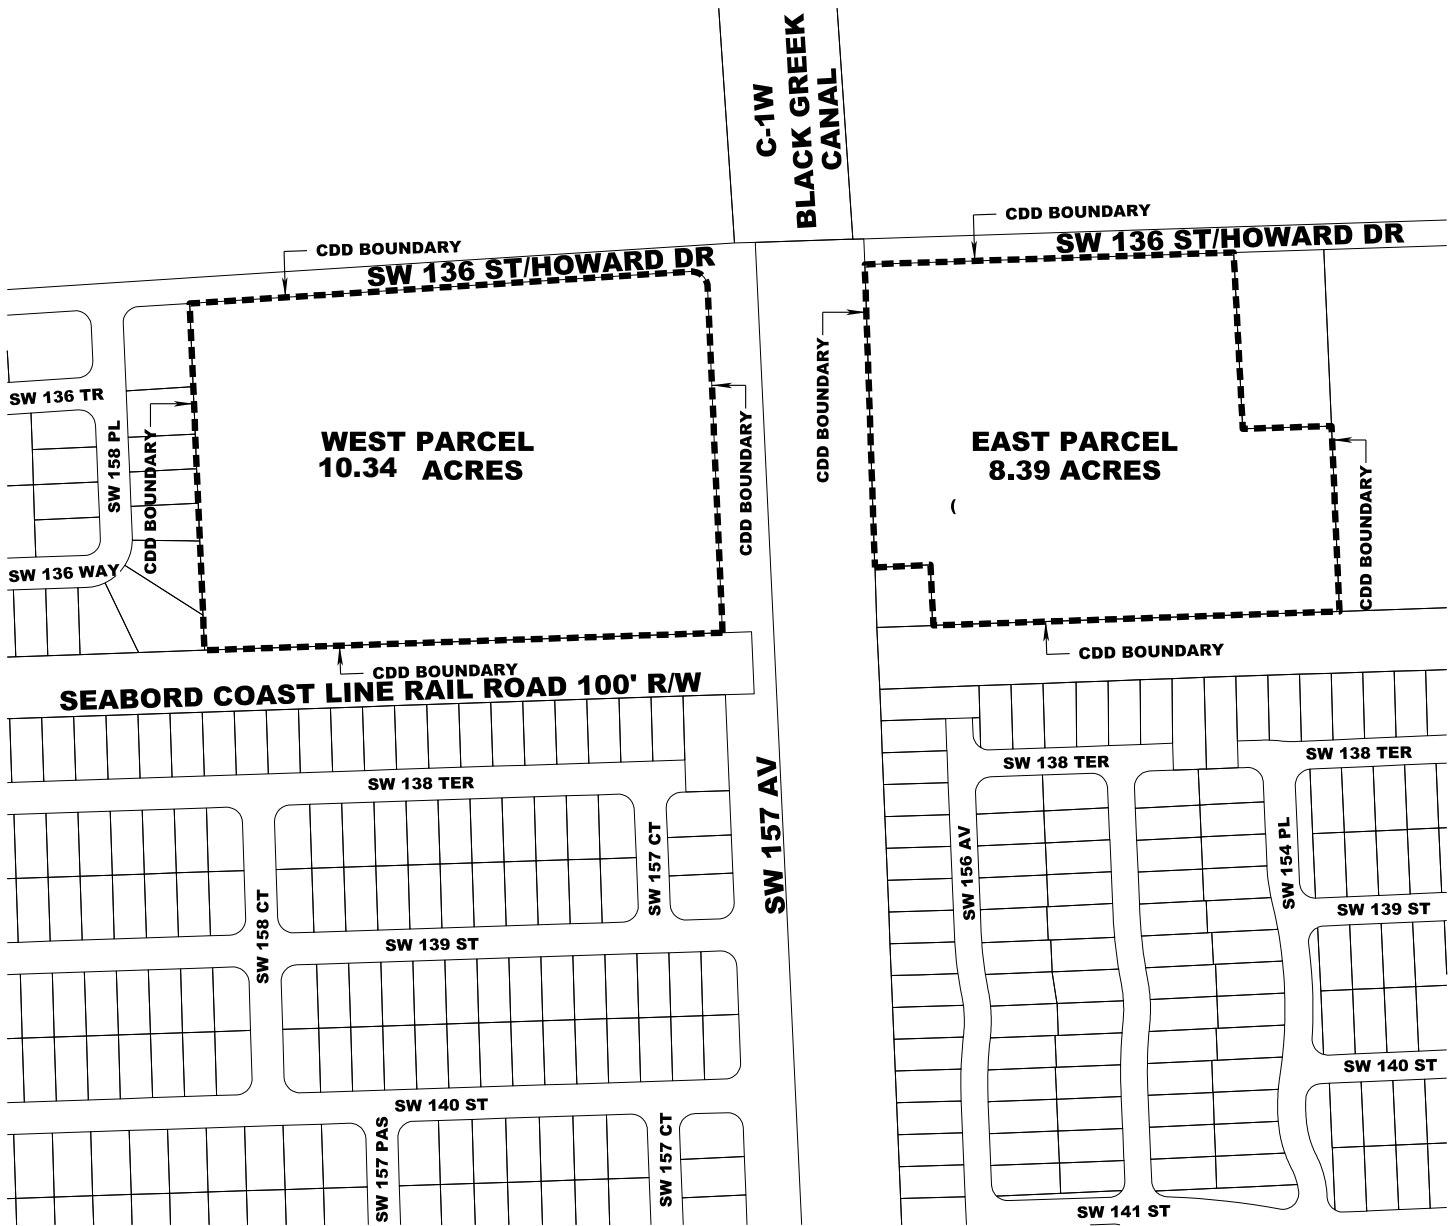 C-1W
BLACK GREEK
CANAL
CDD BOUNDARY
SW 136 ST/HOWARD DR
CDD BOUNDARY
SW 136 ST/HOWARD DR
SW 136 TR
SW 158 PL
CDD BOUNDARY
WEST PARCEL
10.34 ACRES
CDD BOUNDARY
CDD BOUNDARY
EAST PARCEL
8.39 ACRES
(
CDD BOUNDARY
SW 136 WAY
CDD BOUNDARY
CDD BOUNDARY
SEABORD COAST LINE RAIL ROAD 100' R/W
SW 138 TER
SW 157 AV
SW 138 TER
SW 138 TER
SW 157 CT
SW 156 AV
SW 154 PL
SW 158 CT
SW 139 ST
SW 139 ST
SW 140 ST
SW 140 ST
SW 157 PAS
SW 157 CT
SW 141 ST